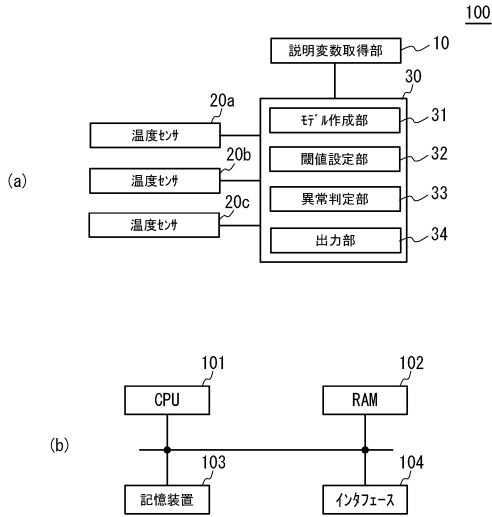 100
説明変数取得部
10
30
20a
ﾓﾃﾞﾙ作成部
31
温度ｾﾝｻ
20b
閾値設定部
32
(a)
温度ｾﾝｻ
20c
異常判定部
33
温度ｾﾝｻ
出力部
34
101
102
CPU
RAM
(b)
103
104
記憶装置
ｲﾝﾀﾌｪｰｽ